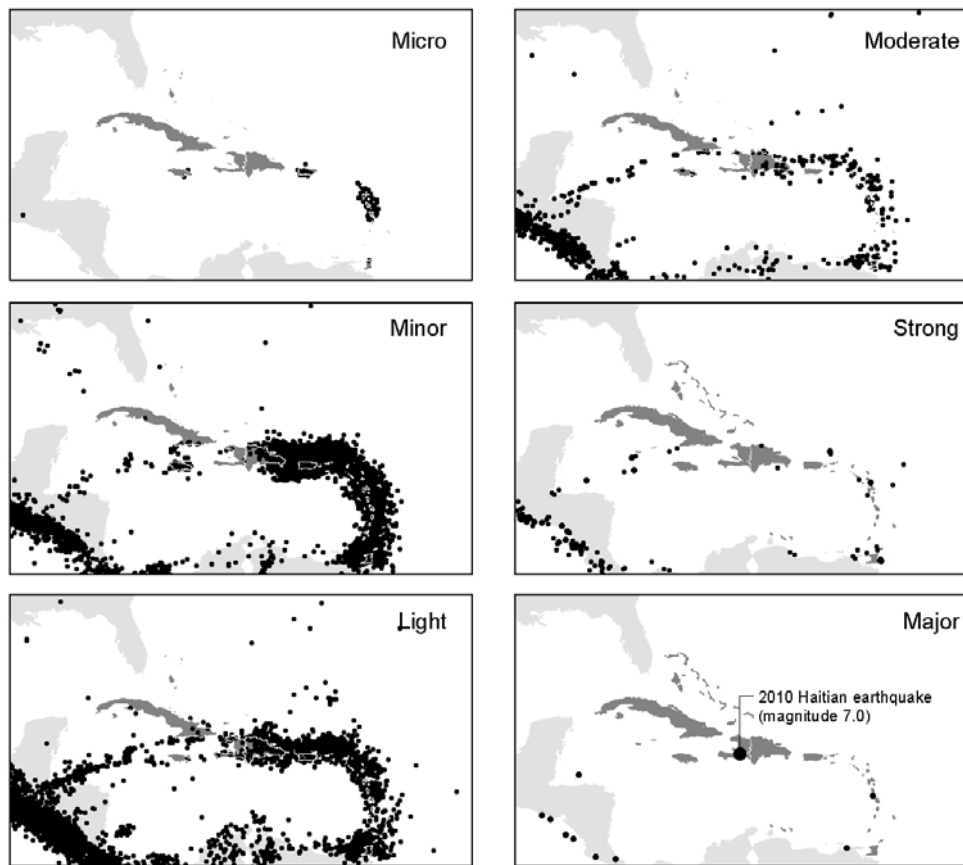 Micro
Moderate
Minor
Strong
Light
Major
2010 Haitian earthquake
(magnitude 7.0)